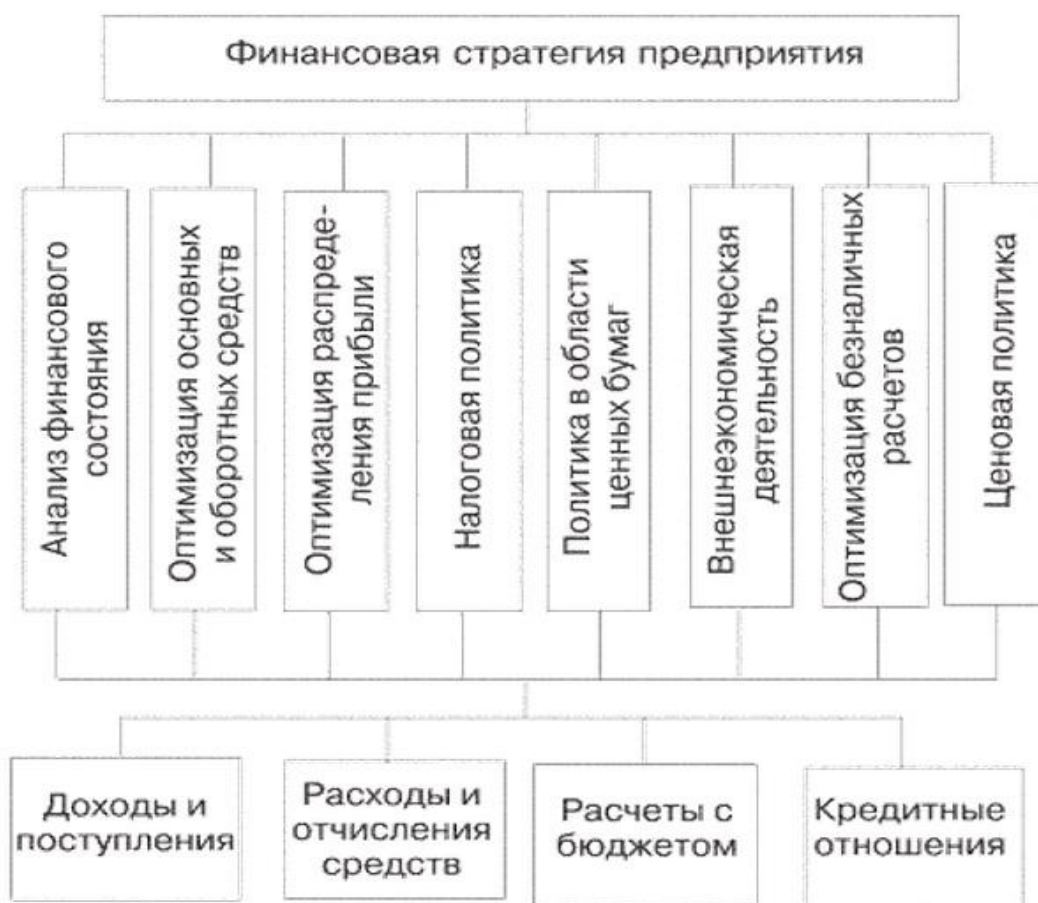 Финансовая стратегия предприятия
Анализ финансового
состояния
Оптимизация основных
и оборотных средств
Оптимизация распреде-
ления прибыли
Налоговая политика
Политика в области
ценных бумаг
Внешнеэкономическая
деятельность
Оптимизация безналичных
расчетов
Ценовая политика
Доходы и
поступления
Расходы и
отчисления
средств
Расчеты с
бюджетом
Кредитные
отношения